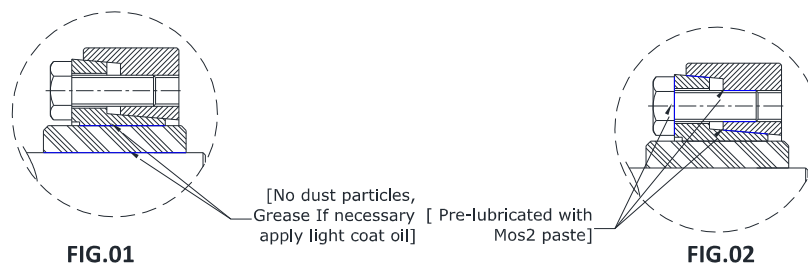 [No dust particles,
Grease If necessary
apply light coat oil]
[ Pre-lubricated with
Mos2 paste]
FIG.01
FIG.02